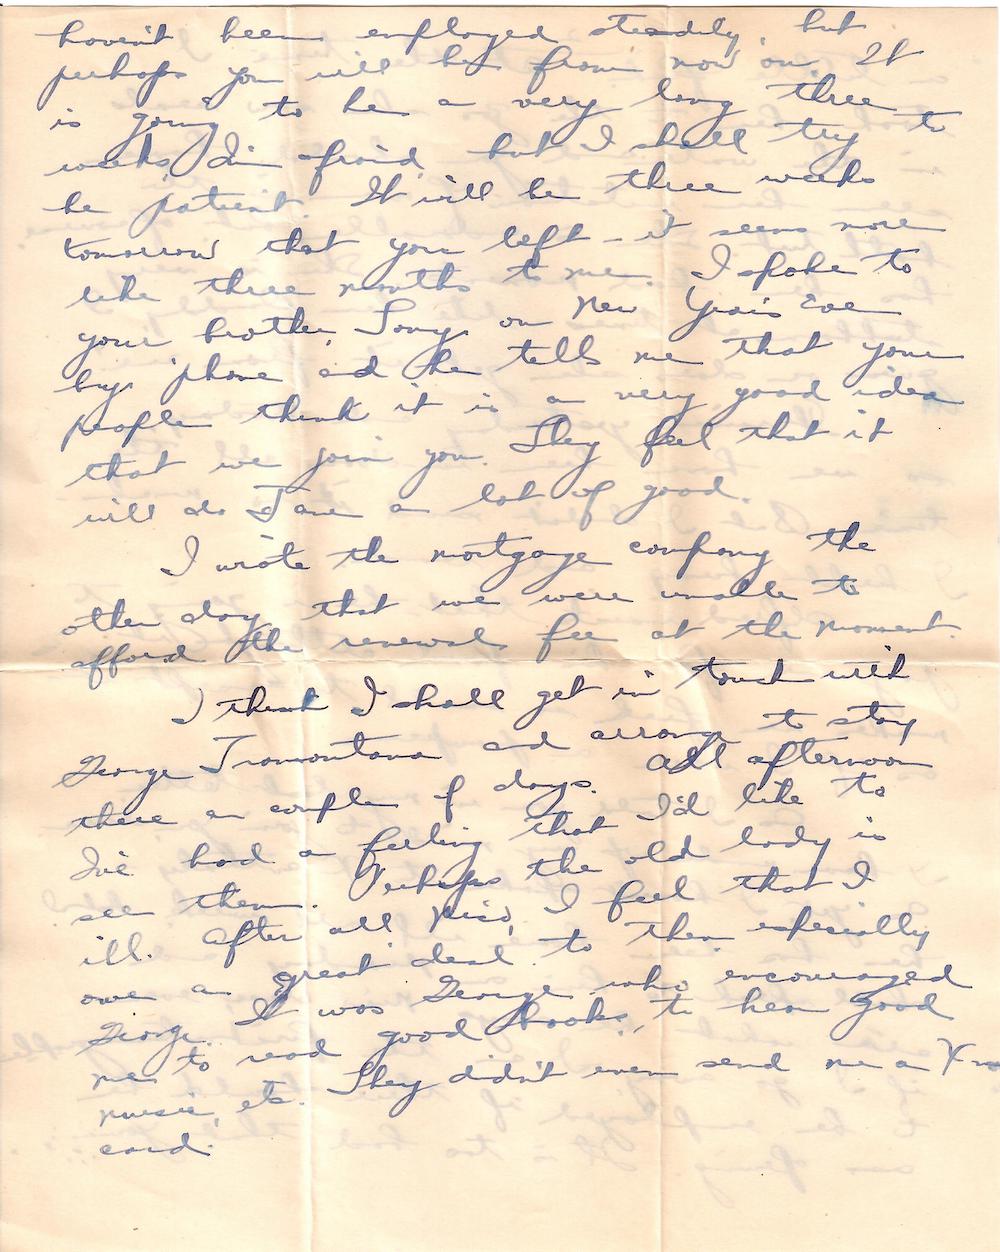 haven't been employed steadily, but
perhaps you will be from now on. It
is going to be a very long three
weeks, I'm afraid, but I shall try to
be patient. It will be three weeks
tomorrow that you left - it seems more
like three months to me. I spoke to
your brother, on New Year's Eve
by 'phone and he tells me that your
people think it is a very good idea
that we join you. They feel that it
will do Jane a lot of good.
I wrote the mortgage company the
other day that we were unable to
afford the renewal fee at the moment.
I think I shall get in touch with
George Tramontana and arrange to stay
there a couple of days. All afternoon
I've had a feeling that I'd like to
see them. Perhaps the old lady is
ill. After all I feel that I
owe a great deal to them especially
George. It was George who encouraged
me to read good books, to hear good
music, etc. They didn't even send me a Xmas
card.